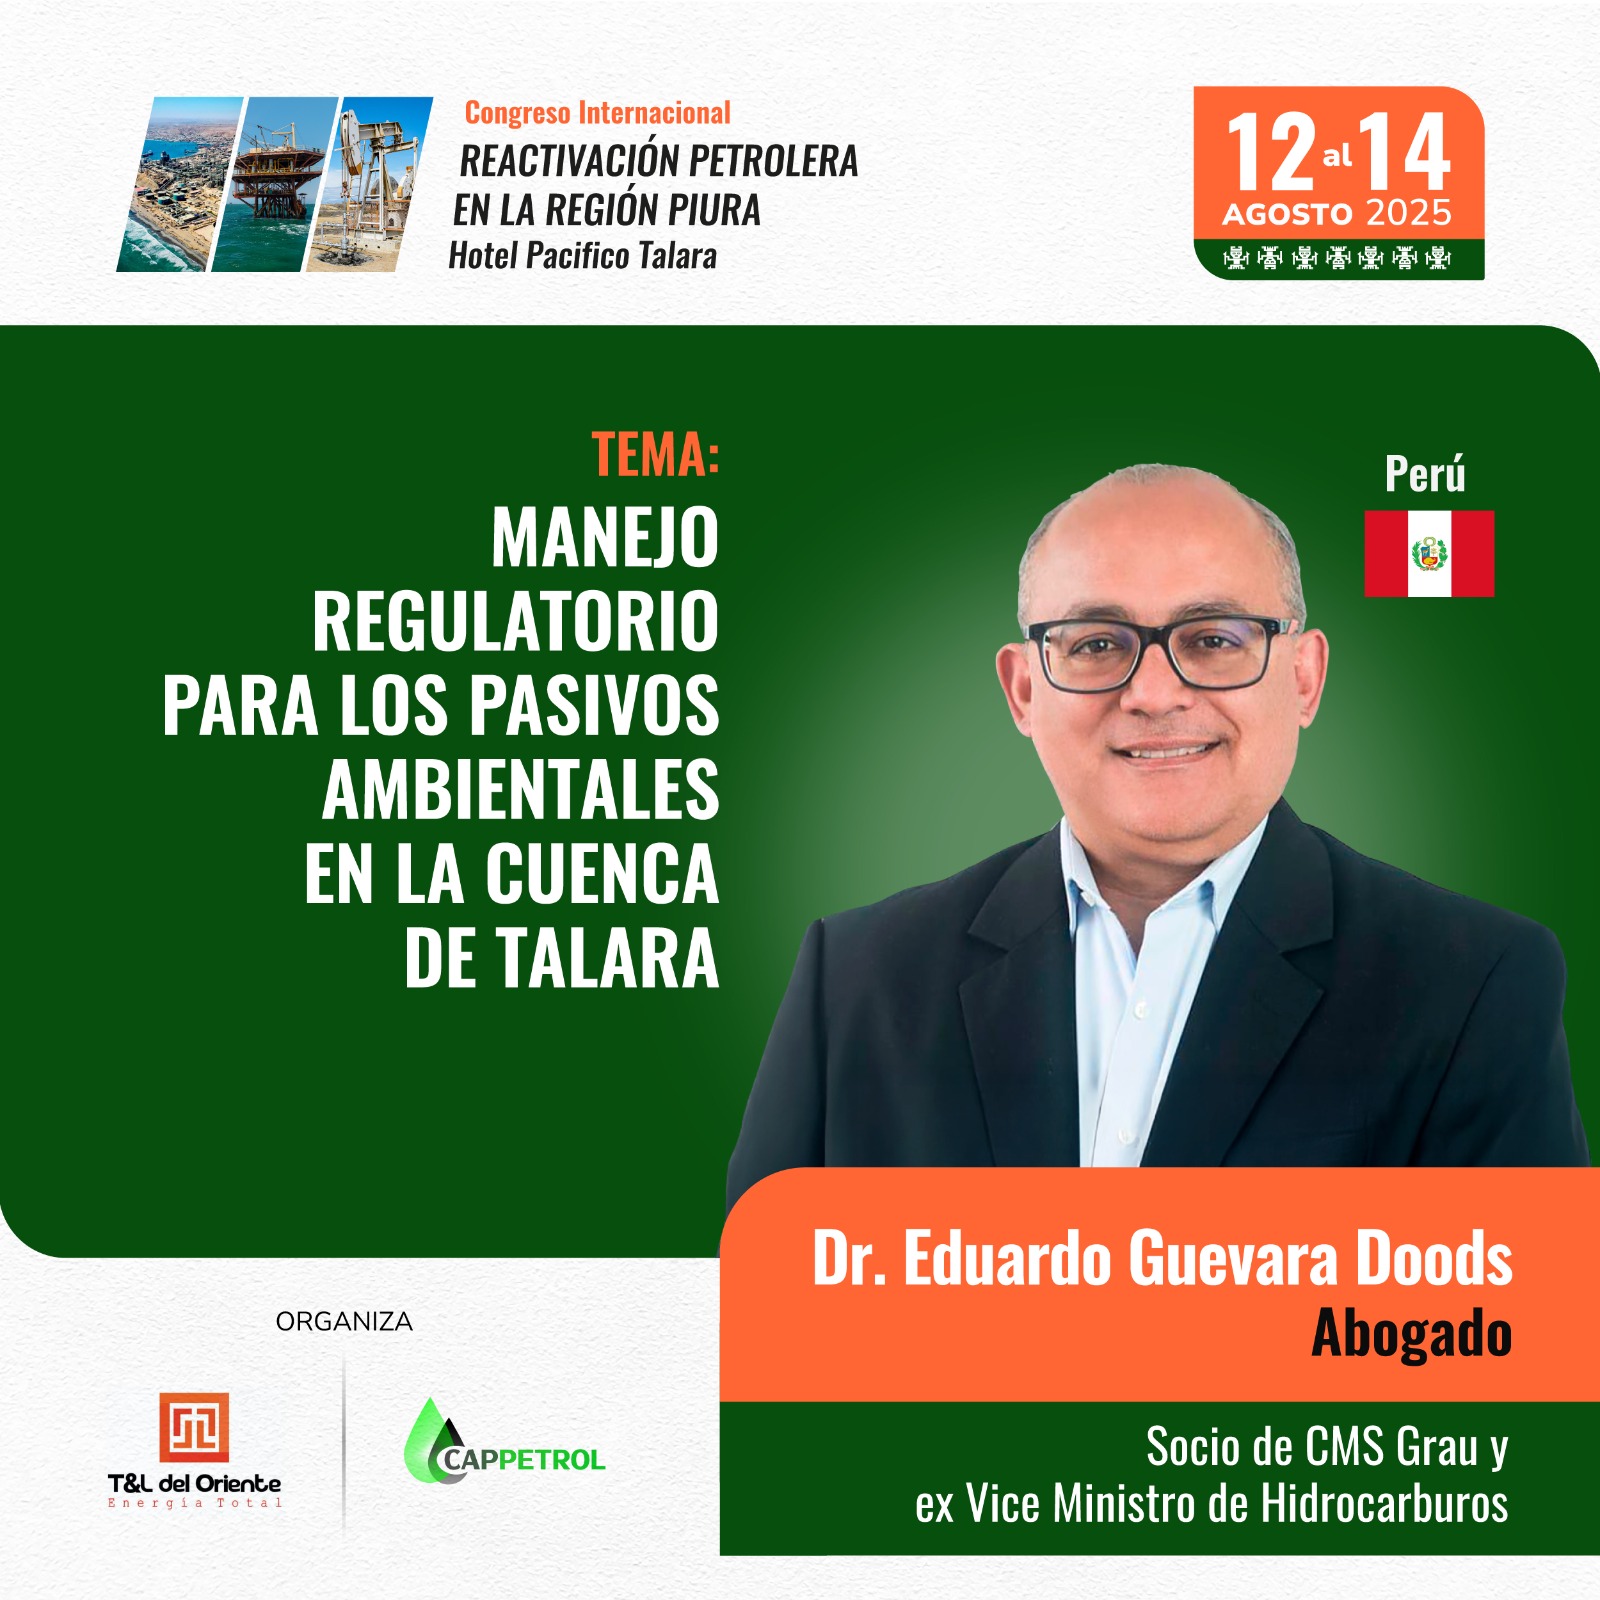 Congreso Internacional
REACTIVACIÓN PETROLERA
EN LA REGIÓN PIURA
Hotel Pacifico Talara
12 al 14
AGOSTO 2025
TEMA:
MANEJO
REGULATORIO
PARA LOS PASIVOS
AMBIENTALES
EN LA CUENCA
DE TALARA
Perú
Dr. Eduardo Guevara Doods
Abogado
Socio de CMS Grau y
ex Vice Ministro de Hidrocarburos
ORGANIZA
T&L del Oriente
Energía Total
CAPPETROL